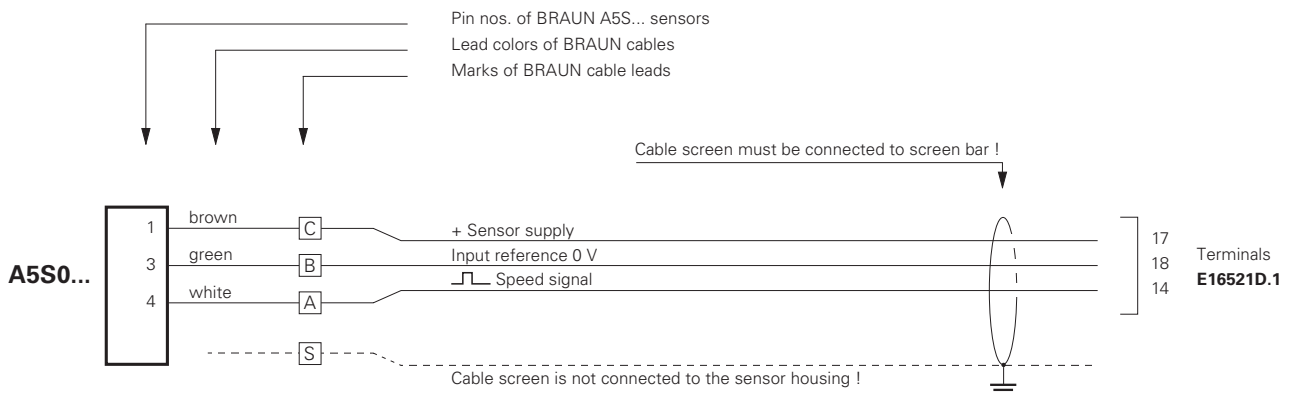 Pin nos. of BRAUN A5S... sensors
Lead colors of BRAUN cables
Marks of BRAUN cable leads
Cable screen must be connected to screen bar !
A5S0...
1 brown C + Sensor supply 17
3 green B Input reference 0 V 18
4 white A Speed signal 14
Terminals
E16521D.1
S
Cable screen is not connected to the sensor housing !